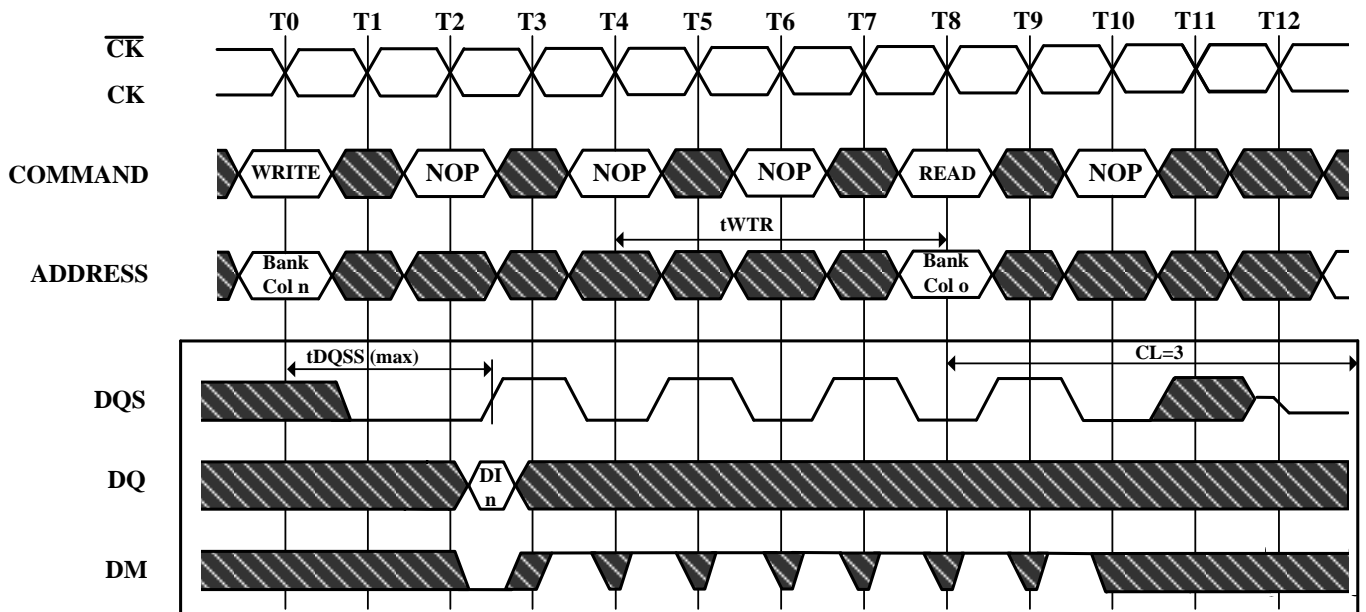 T0 T1 T2 T3 T4 T5 T6 T7 T8 T9 T10 T11 T12
CK
CK
COMMAND WRITE NOP NOP NOP READ NOP
tWTR
ADDRESS Bank Col n Bank Col o
tDQSS (max) CL=3
DQS
DQ DI n
DM